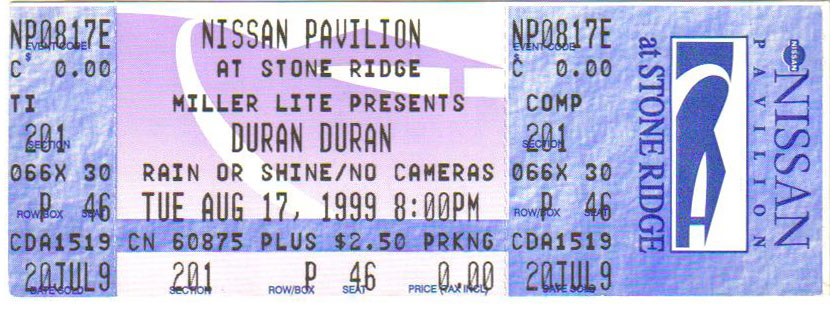 NP0817E
EVENT CODE
$
C 0.00
TI
201
SECTION
066X 30
P 46
ROW/BOX SEAT
CDA1519
20JUL9
DATE SOLD
NISSAN PAVILION
AT STONE RIDGE
MILLER LITE PRESENTS
DURAN DURAN
RAIN OR SHINE/NO CAMERAS
TUE AUG 17, 1999 8:00PM
CN 60875 PLUS $2.50 PRKNG
201 P 46 0.00
SECTION ROW/BOX SEAT PRICE (TAX INCL)
NP0817E
EVENT CODE
$
C 0.00
COMP
201
SECTION
066X 30
P 46
ROW/BOX SEAT
CDA1519
20JUL9
DATE SOLD
NISSAN
NISSAN
PAVILION
at STONE RIDGE